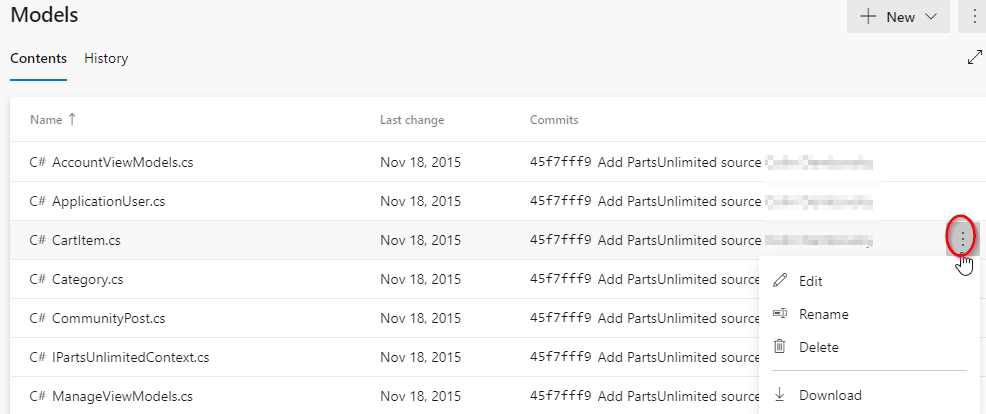 Models
New
Contents History
Name Last change Commits
C# AccountViewModels.cs Nov 18, 2015 45f7fff9 Add PartsUnlimited source
C# ApplicationUser.cs Nov 18, 2015 45f7fff9 Add PartsUnlimited source
C# CartItem.cs Nov 18, 2015 45f7fff9 Add PartsUnlimited source
C# Category.cs Nov 18, 2015 45f7fff9 Add PartsUnlimited source
Edit
C# CommunityPost.cs Nov 18, 2015 45f7fff9 Add PartsUnlimited source
Rename
Delete
C# IPartsUnlimitedContext.cs Nov 18, 2015 45f7fff9 Add PartsUnlimited source
C# ManageViewModels.cs Nov 18, 2015 45f7fff9 Add PartsUnlimited source
Download